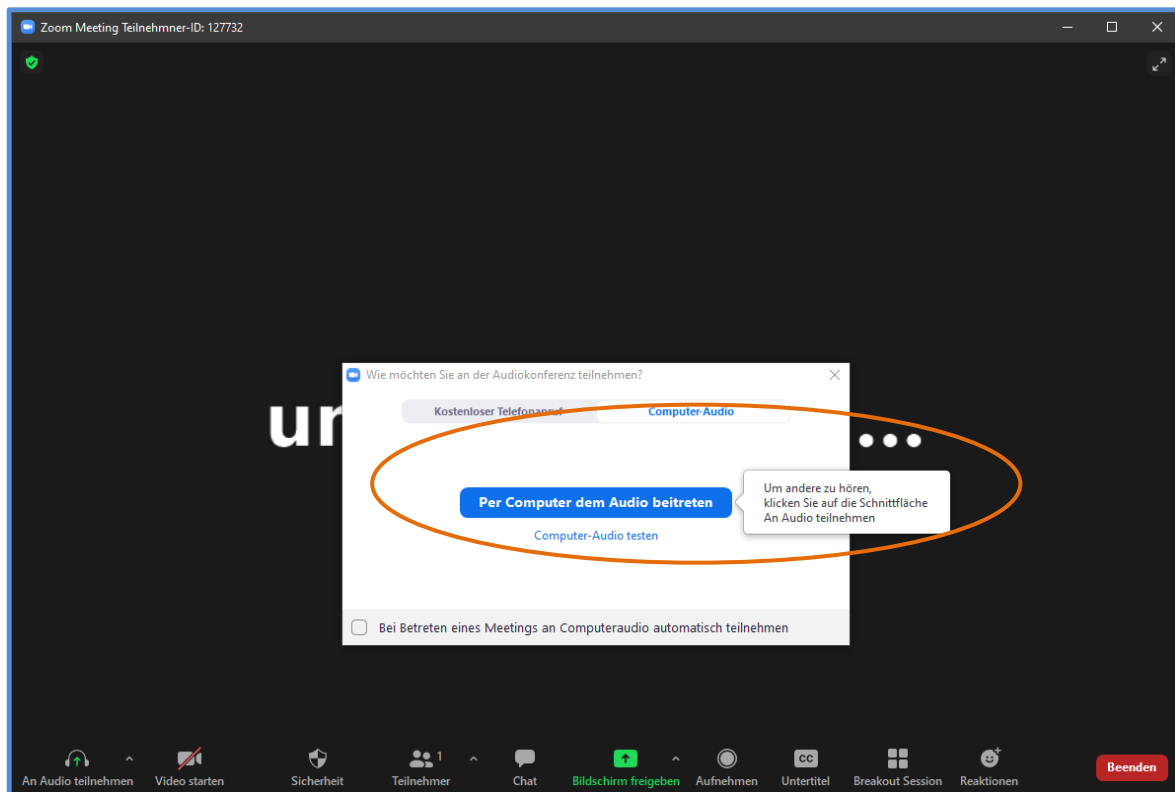 Zoom Meeting Teilnehmner-ID: 127732
Wie möchten Sie an der Audiokonferenz teilnehmen?
Kostenloser Telefonanruf
Computer-Audio
ur
...
Per Computer dem Audio beitreten
Um andere zu hören,
klicken Sie auf die Schnittfläche
An Audio teilnehmen
Computer-Audio testen
Bei Betreten eines Meetings an Computeraudio automatisch teilnehmen
1
CC
An Audio teilnehmen
Video starten
Sicherheit
Teilnehmer
Chat
Bildschirm freigeben
Aufnehmen
Untertitel
Breakout Session
Reaktionen
Beenden